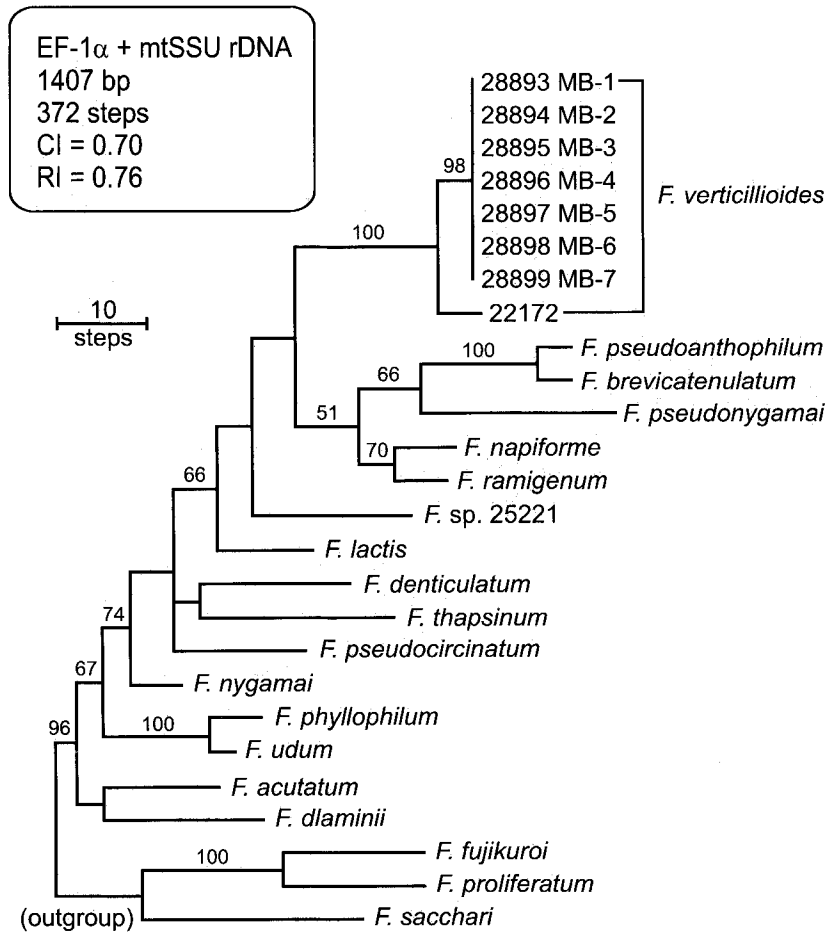 EF-1α + mtSSU rDNA
1407 bp
372 steps
CI = 0.70
RI = 0.76
10
steps
28893 MB-1
28894 MB-2
28895 MB-3
98
28896 MB-4
F. verticillioides
28897 MB-5
100
28898 MB-6
28899 MB-7
22172
100
F. pseudoanthophilum
66
F. brevicatenulatum
51
F. pseudonygamai
70
F. napiforme
F. ramigenum
66
F. sp. 25221
F. lactis
F. denticulatum
74
F. thapsinum
F. pseudocircinatum
67
F. nygamai
96
100
F. phyllophilum
F. udum
F. acutatum
F. dlaminii
100
F. fujikuroi
F. proliferatum
(outgroup)
F. sacchari